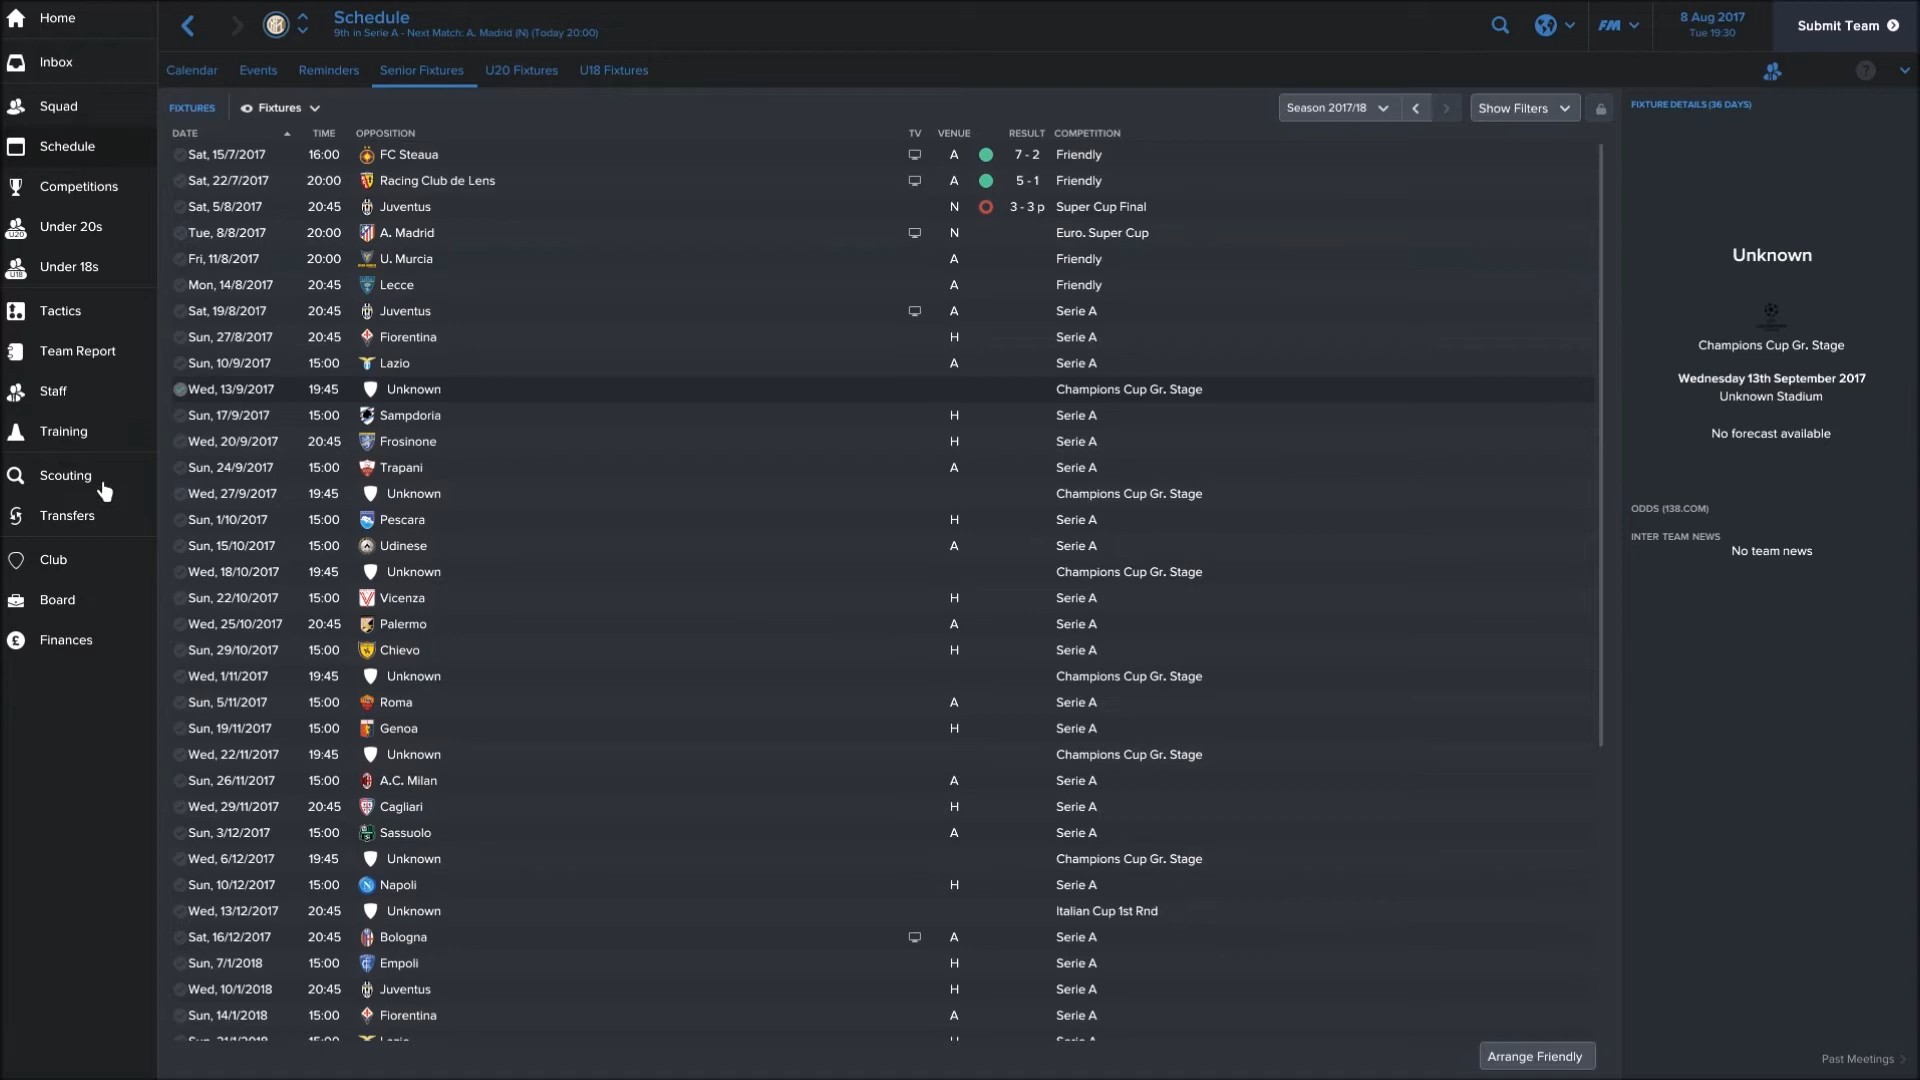 Home
Inbox
Squad
Schedule
Competitions
U20
Under 20s
U18
Under 18s
Tactics
Team Report
Staff
Training
Scouting
Transfers
Club
Board
£
Finances
Schedule
9th in Serie A - Next Match: A. Madrid (N) (Today 20:00)
FM
8 Aug 2017
Tue 19:30
Submit Team
Calendar Events Reminders Senior Fixtures U20 Fixtures U18 Fixtures
?
FIXTURES Fixtures Season 2017/18 Show Filters
DATE TIME OPPOSITION TV VENUE RESULT COMPETITION
Sat, 15/7/2017 16:00 FC Steaua A 7 - 2 Friendly
Sat, 22/7/2017 20:00 Racing Club de Lens A 5 - 1 Friendly
Sat, 5/8/2017 20:45 Juventus N 3 - 3 p Super Cup Final
Tue, 8/8/2017 20:00 A. Madrid N Euro. Super Cup
Fri, 11/8/2017 20:00 U. Murcia A Friendly
Mon, 14/8/2017 20:45 Lecce A Friendly
Sat, 19/8/2017 20:45 Juventus A Serie A
Sun, 27/8/2017 20:45 Fiorentina H Serie A
Sun, 10/9/2017 15:00 Lazio A Serie A
Wed, 13/9/2017 19:45 Unknown Champions Cup Gr. Stage
Sun, 17/9/2017 15:00 Sampdoria H Serie A
Wed, 20/9/2017 20:45 Frosinone H Serie A
Sun, 24/9/2017 15:00 Trapani A Serie A
Wed, 27/9/2017 19:45 Unknown Champions Cup Gr. Stage
Sun, 1/10/2017 15:00 Pescara H Serie A
Sun, 15/10/2017 15:00 Udinese A Serie A
Wed, 18/10/2017 19:45 Unknown Champions Cup Gr. Stage
Sun, 22/10/2017 15:00 Vicenza H Serie A
Wed, 25/10/2017 20:45 Palermo A Serie A
Sun, 29/10/2017 15:00 Chievo H Serie A
Wed, 1/11/2017 19:45 Unknown Champions Cup Gr. Stage
Sun, 5/11/2017 15:00 Roma A Serie A
Sun, 19/11/2017 15:00 Genoa H Serie A
Wed, 22/11/2017 19:45 Unknown Champions Cup Gr. Stage
Sun, 26/11/2017 15:00 A.C. Milan A Serie A
Wed, 29/11/2017 20:45 Cagliari H Serie A
Sun, 3/12/2017 15:00 Sassuolo A Serie A
Wed, 6/12/2017 19:45 Unknown Champions Cup Gr. Stage
Sun, 10/12/2017 15:00 Napoli H Serie A
Wed, 13/12/2017 20:45 Unknown Italian Cup 1st Rnd
Sat, 16/12/2017 20:45 Bologna A Serie A
Sun, 7/1/2018 15:00 Empoli H Serie A
Wed, 10/1/2018 20:45 Juventus H Serie A
Sun, 14/1/2018 15:00 Fiorentina A Serie A
Sun, 21/1/2018 15:00 Lazio H Serie A
Arrange Friendly
FIXTURE DETAILS (36 DAYS)
Unknown
Champions Cup Gr. Stage
Wednesday 13th September 2017
Unknown Stadium
No forecast available
ODDS (138.COM)
INTER TEAM NEWS
No team news
Past Meetings